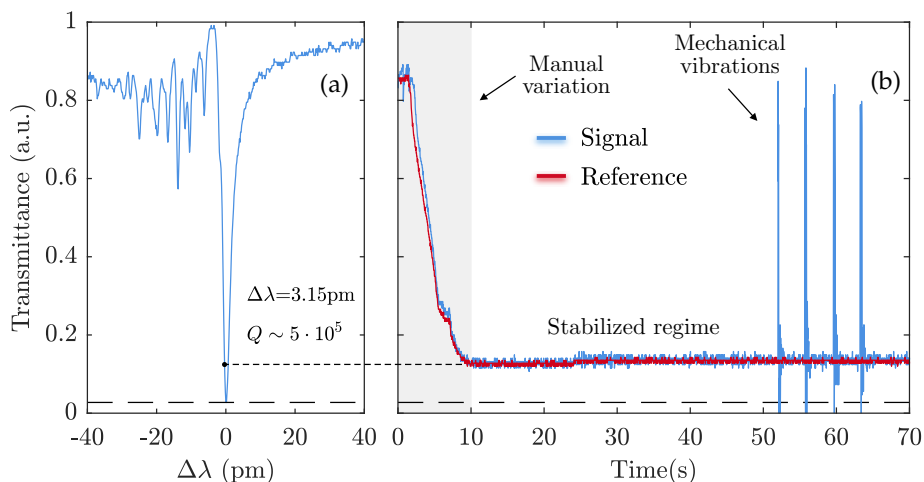 Transmittance (a.u.)
1
0.8
0.6
0.4
0.2
0
-40
-20
0
20
40
Δλ (pm)
(a)
Δλ=3.15pm
Q ∼ 5 · 10⁵
(b)
Manual
variation
Mechanical
vibrations
Signal
Reference
Stabilized regime
0
10
20
30
40
50
60
70
Time(s)